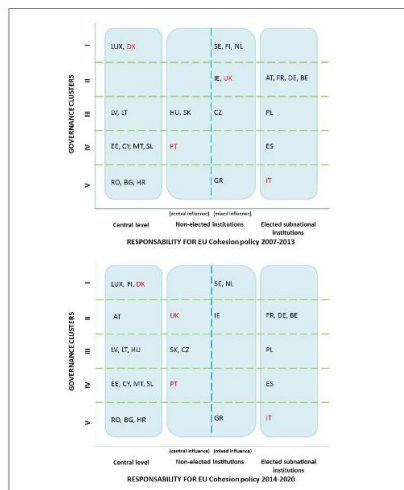 GOVERNANCE CLUSTERS
I
LUX, DK
SE, FI, NL
II
IE, UK
AT, FR, DE, BE
III
LV, LT
HU, SK
CZ
PL
IV
EE, CY, MT, SL
PT
ES
V
RO, BG, HR
GR
IT
(central influence)
(mixed influence)
Central level
Non-elected institutions
Elected subnational
institutions
RESPONSABILITY FOR EU Cohesion policy 2007-2013
GOVERNANCE CLUSTERS
I
LUX, FI, DK
SE, NL
II
AT
UK
IE
FR, DE, BE
III
LV, LT, HU
SK, CZ
PL
IV
EE, CY, MT, SL
PT
ES
V
RO, BG, HR
GR
IT
(central influence)
(mixed influence)
Central level
Non-elected institutions
Elected subnational
institutions
RESPONSABILITY FOR EU Cohesion policy 2014-2020